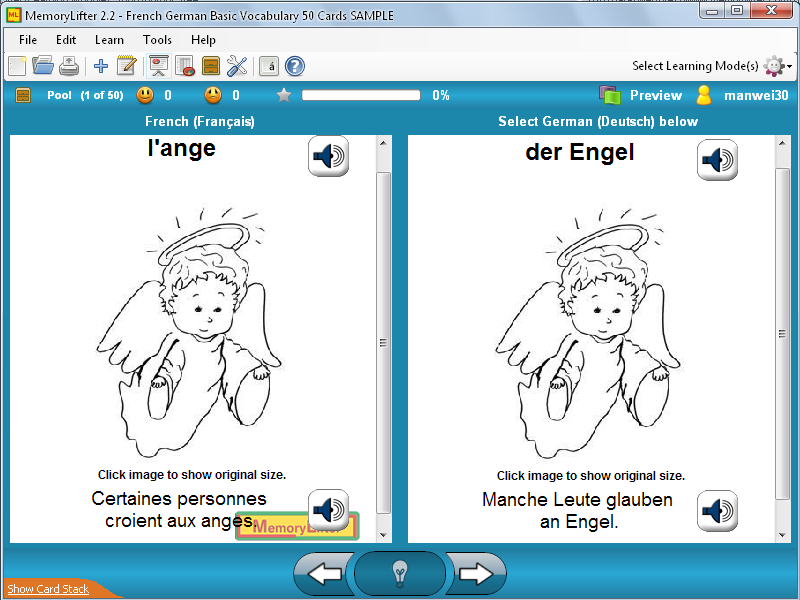 MemoryLifter 2.2 - French German Basic Vocabulary 50 Cards SAMPLE
File Edit Learn Tools Help
á ? Select Learning Mode(s)
Pool (1 of 50) 0 0 0% Preview manwei30
French (Français)
Select German (Deutsch) below
l'ange
Click image to show original size.
Certaines personnes
croient aux anges.
MemoryLifter
der Engel
Click image to show original size.
Manche Leute glauben
an Engel.
Show Card Stack